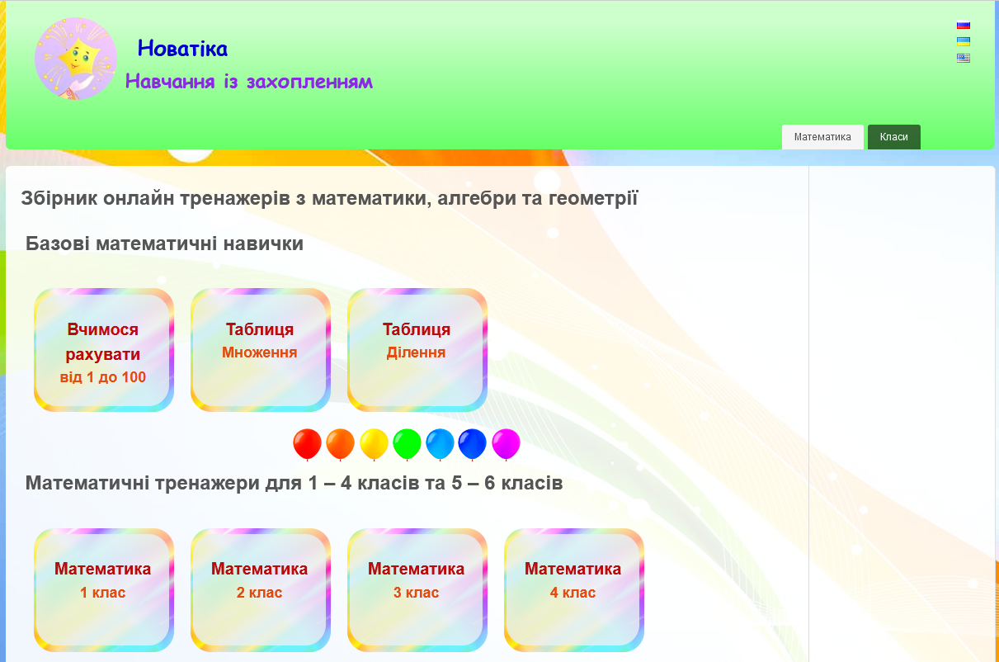 Новатіка
Навчання із захопленням
Математика
Класи
Збірник онлайн тренажерів з математики, алгебри та геометрії
Базові математичні навички
Вчимося
рахувати
від 1 до 100
Таблиця
Множення
Таблиця
Ділення
Математичні тренажери для 1 – 4 класів та 5 – 6 класів
Математика
1 клас
Математика
2 клас
Математика
3 клас
Математика
4 клас